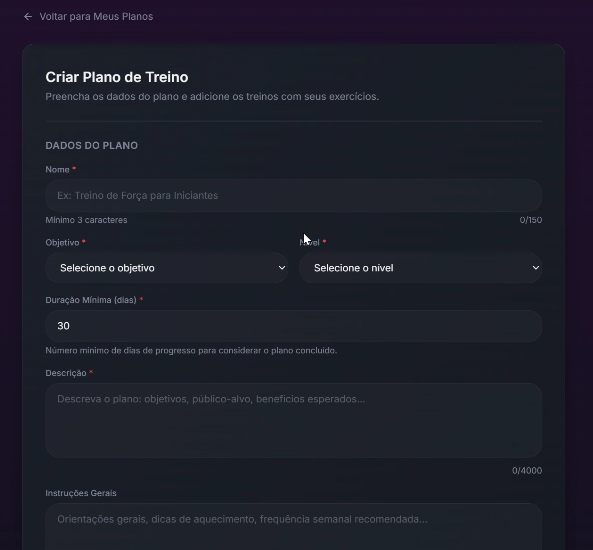 ← Voltar para Meus Planos
Criar Plano de Treino
Preencha os dados do plano e adicione os treinos com seus exercícios.
DADOS DO PLANO
Nome *
Ex: Treino de Força para Iniciantes
Mínimo 3 caracteres 0/150
Objetivo * Nível *
Selecione o objetivo Selecione o nível
Duração Mínima (dias) *
30
Número mínimo de dias de progresso para considerar o plano concluído.
Descrição *
Descreva o plano: objetivos, público-alvo, benefícios esperados...
0/4000
Instruções Gerais
Orientações gerais, dicas de aquecimento, frequência semanal recomendada...